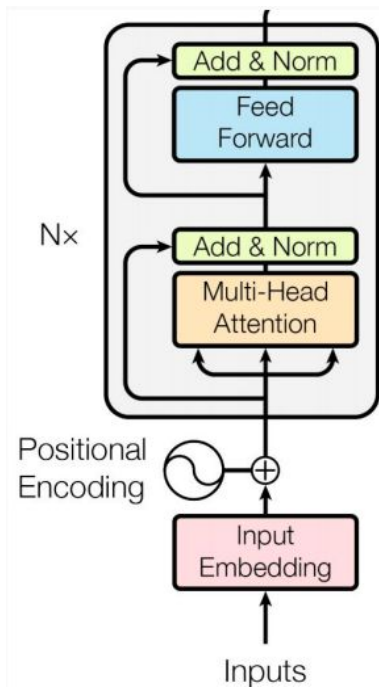 Add & Norm
Feed
Forward
N×
Add & Norm
Multi-Head
Attention
Positional
Encoding
Input
Embedding
Inputs